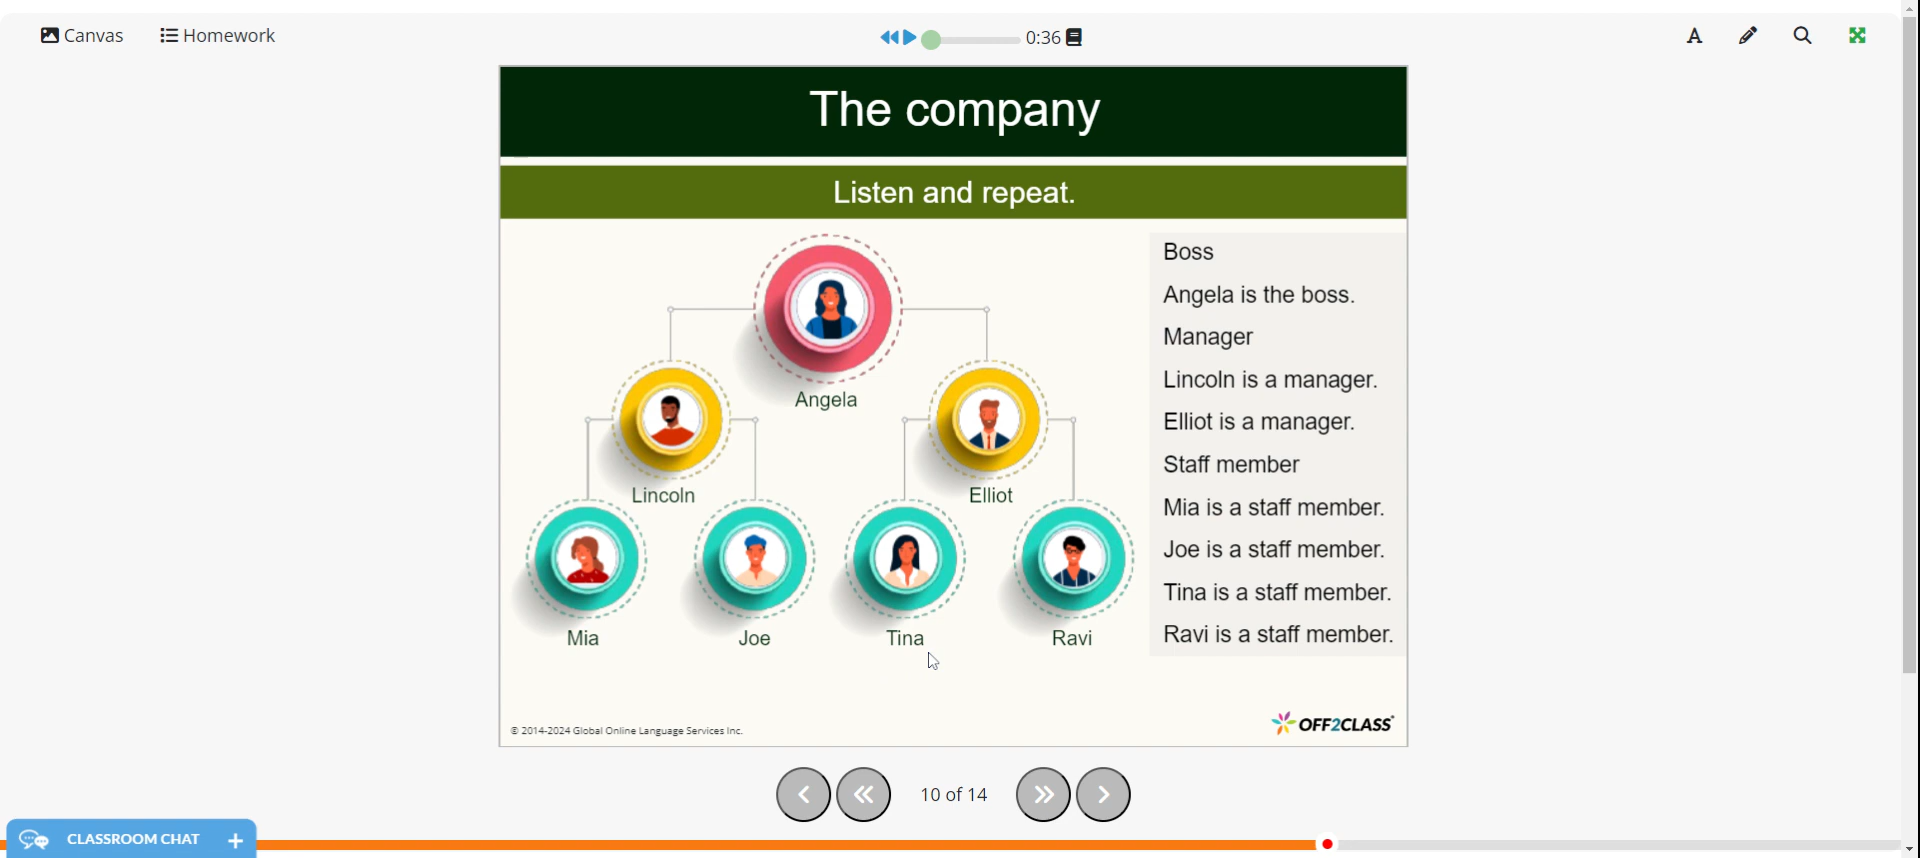 Canvas
Homework
0:36
A
The company
Listen and repeat.
Angela
Lincoln
Elliot
Mia
Joe
Tina
Ravi
Boss
Angela is the boss.
Manager
Lincoln is a manager.
Elliot is a manager.
Staff member
Mia is a staff member.
Joe is a staff member.
Tina is a staff member.
Ravi is a staff member.
© 2014-2024 Global Online Language Services Inc.
OFF2CLASS
10 of 14
CLASSROOM CHAT +